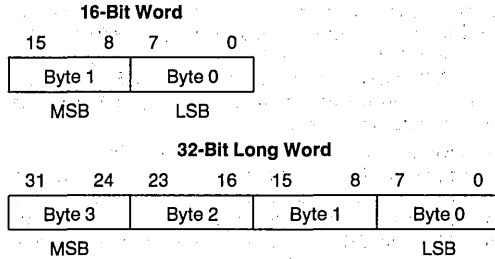 16-Bit Word
15 8 7 0
Byte 1 Byte 0
MSB LSB
32-Bit Long Word
31 24 23 16 15 8 7 0
Byte 3 Byte 2 Byte 1 Byte 0
MSB LSB